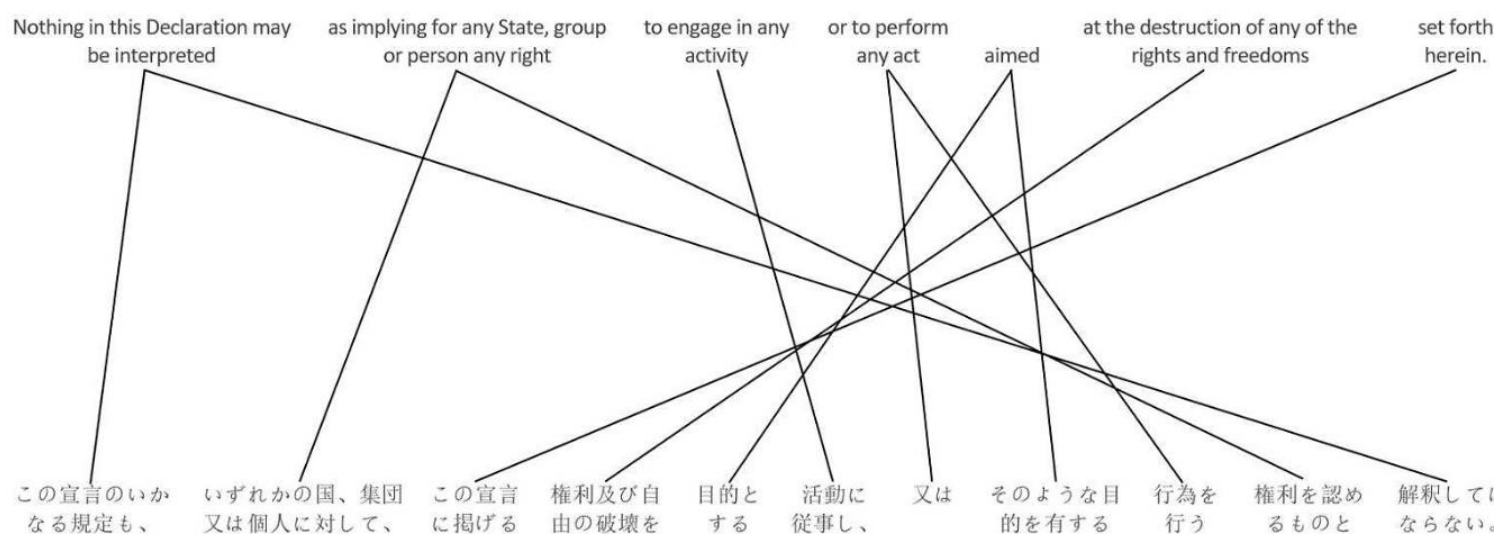 Nothing in this Declaration may be interpreted
as implying for any State, group or person any right
to engage in any activity
or to perform any act
aimed
at the destruction of any of the rights and freedoms
set forth herein.
この宣言のいかなる規定も、
いずれかの国、集団又は個人に対して、
この宣言に掲げる
権利及び自由の破壊を
目的とする
活動に従事し、
又は
そのような目的を有する
行為を行う
権利を認めるものと
解釈してはならない。